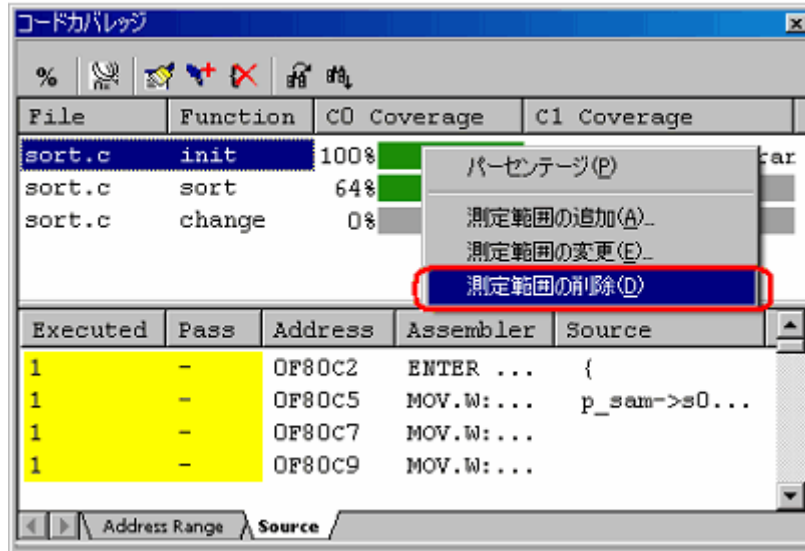 コードカバレッジ
%
File Function C0 Coverage C1 Coverage
sort.c init 100%
sort.c sort 64%
sort.c change 0%
パーセンテージ(P)
測定範囲の追加(A)...
測定範囲の変更(E)...
測定範囲の削除(D)
Executed Pass Address Assembler Source
1 - 0F80C2 ENTER ... {
1 - 0F80C5 MOV.W:... p_sam->s0...
1 - 0F80C7 MOV.W:...
1 - 0F80C9 MOV.W:...
Address Range Source